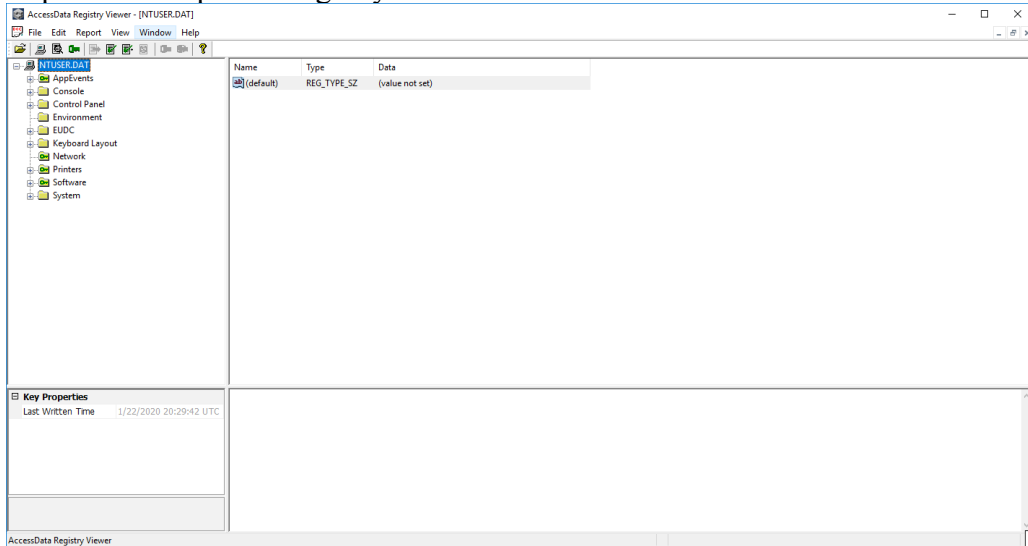 AccessData Registry Viewer - [NTUSER.DAT]
File Edit Report View Window Help
NTUSER.DAT
AppEvents
Console
Control Panel
Environment
EUDC
Keyboard Layout
Network
Printers
Software
System
Name Type Data
(default) REG_TYPE_SZ (value not set)
Key Properties
Last Written Time 1/22/2020 20:29:42 UTC
AccessData Registry Viewer